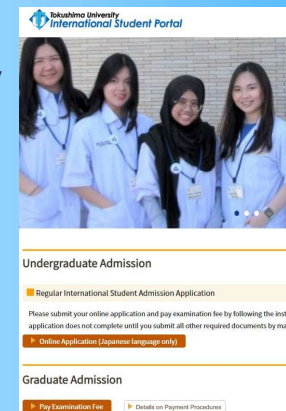 Tokushima University
International Student Portal
Undergraduate Admission
Regular International Student Admission Application
Please submit your online application and pay examination fee by following the inst
application does not complete until you submit all other required documents by ma
Online Application (Japanese language only)
Graduate Admission
Pay Examination Fee
Details on Payment Procedures